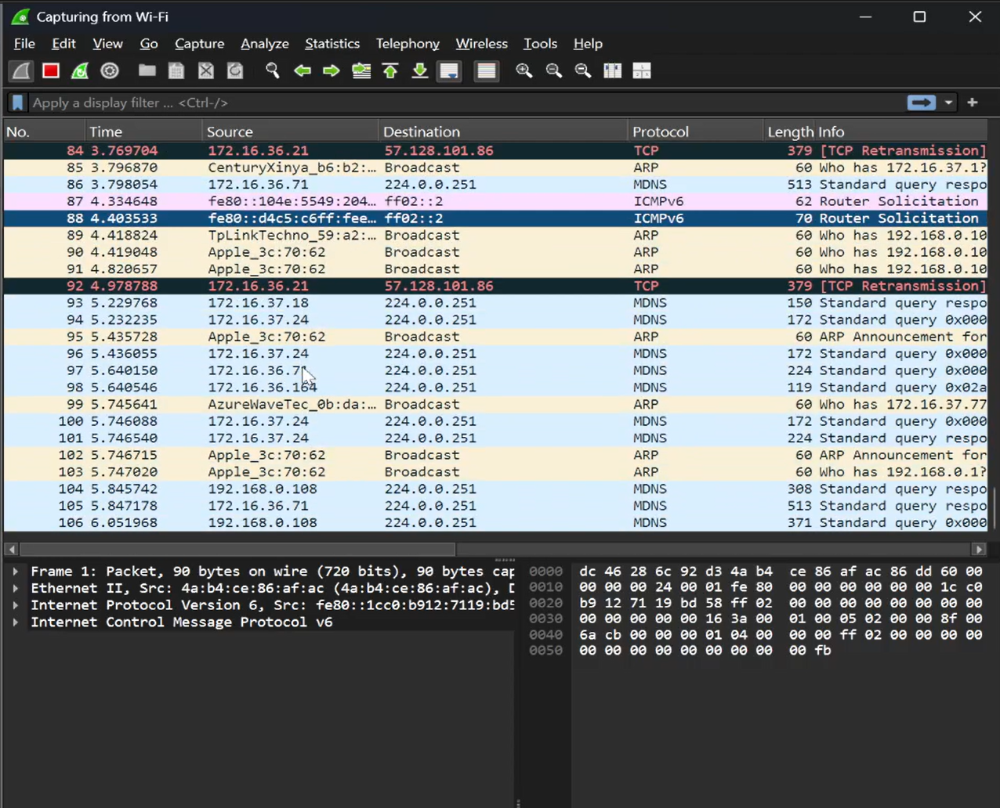 Capturing from Wi-Fi
File Edit View Go Capture Analyze Statistics Telephony Wireless Tools Help
Apply a display filter ... <Ctrl-/>
No. Time Source Destination Protocol Length Info
84 3.769704 172.16.36.21 57.128.101.86 TCP 379 [TCP Retransmission]
85 3.796870 CenturyXinya_b6:b2:… Broadcast ARP 60 Who has 172.16.37.1?
86 3.798054 172.16.36.71 224.0.0.251 MDNS 513 Standard query respo
87 4.334648 fe80::104e:5549:204… ff02::2 ICMPv6 62 Router Solicitation
88 4.403533 fe80::d4c5:c6ff:fee… ff02::2 ICMPv6 70 Router Solicitation
89 4.418824 TpLinkTechno_59:a2:… Broadcast ARP 60 Who has 192.168.0.10
90 4.419048 Apple_3c:70:62 Broadcast ARP 60 Who has 192.168.0.10
91 4.820657 Apple_3c:70:62 Broadcast ARP 60 Who has 192.168.0.10
92 4.978788 172.16.36.21 57.128.101.86 TCP 379 [TCP Retransmission]
93 5.229768 172.16.37.18 224.0.0.251 MDNS 150 Standard query respo
94 5.232235 172.16.37.24 224.0.0.251 MDNS 172 Standard query 0x000
95 5.435728 Apple_3c:70:62 Broadcast ARP 60 ARP Announcement for
96 5.436055 172.16.37.24 224.0.0.251 MDNS 172 Standard query 0x000
97 5.640150 172.16.36.71 224.0.0.251 MDNS 224 Standard query respo
98 5.640546 172.16.36.164 224.0.0.251 MDNS 119 Standard query 0x02a
99 5.745641 AzureWaveTec_0b:da:… Broadcast ARP 60 Who has 172.16.37.77
100 5.746088 172.16.37.24 224.0.0.251 MDNS 172 Standard query 0x000
101 5.746540 172.16.37.24 224.0.0.251 MDNS 224 Standard query respo
102 5.746715 Apple_3c:70:62 Broadcast ARP 60 ARP Announcement for
103 5.747020 Apple_3c:70:62 Broadcast ARP 60 Who has 192.168.0.1?
104 5.845742 192.168.0.108 224.0.0.251 MDNS 308 Standard query respo
105 5.847178 172.16.36.71 224.0.0.251 MDNS 513 Standard query respo
106 6.051968 192.168.0.108 224.0.0.251 MDNS 371 Standard query 0x000
Frame 1: Packet, 90 bytes on wire (720 bits), 90 bytes cap
Ethernet II, Src: 4a:b4:ce:86:af:ac (4a:b4:ce:86:af:ac), D
Internet Protocol Version 6, Src: fe80::1cc0:b912:7119:bd5
Internet Control Message Protocol v6
0000 dc 46 28 6c 92 d3 4a b4 ce 86 af ac 86 dd 60 00
0010 00 00 00 24 00 01 fe 80 00 00 00 00 00 00 1c c0
0020 b9 12 71 19 bd 58 ff 02 00 00 00 00 00 00 00 00
0030 00 00 00 00 00 16 3a 00 01 00 05 02 00 00 8f 00
0040 6a cb 00 00 00 01 04 00 00 00 ff 02 00 00 00 00
0050 00 00 00 00 00 00 00 00 00 fb